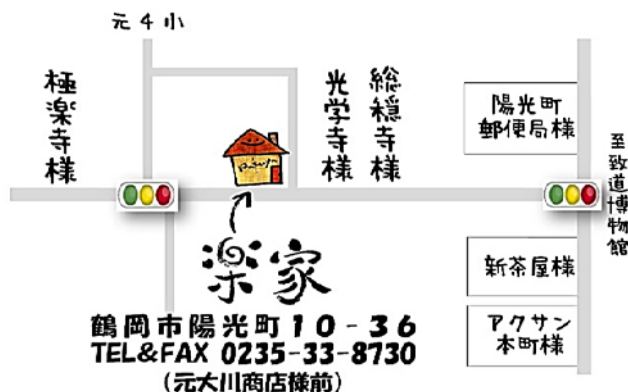 元4小
極楽寺様
光学寺様
総穏寺様
陽光町
郵便局様
至致道博物館
新茶屋様
アクサン
本町様
楽家
鶴岡市陽光町10-36
TEL&FAX 0235-33-8730
(元大川商店様前)